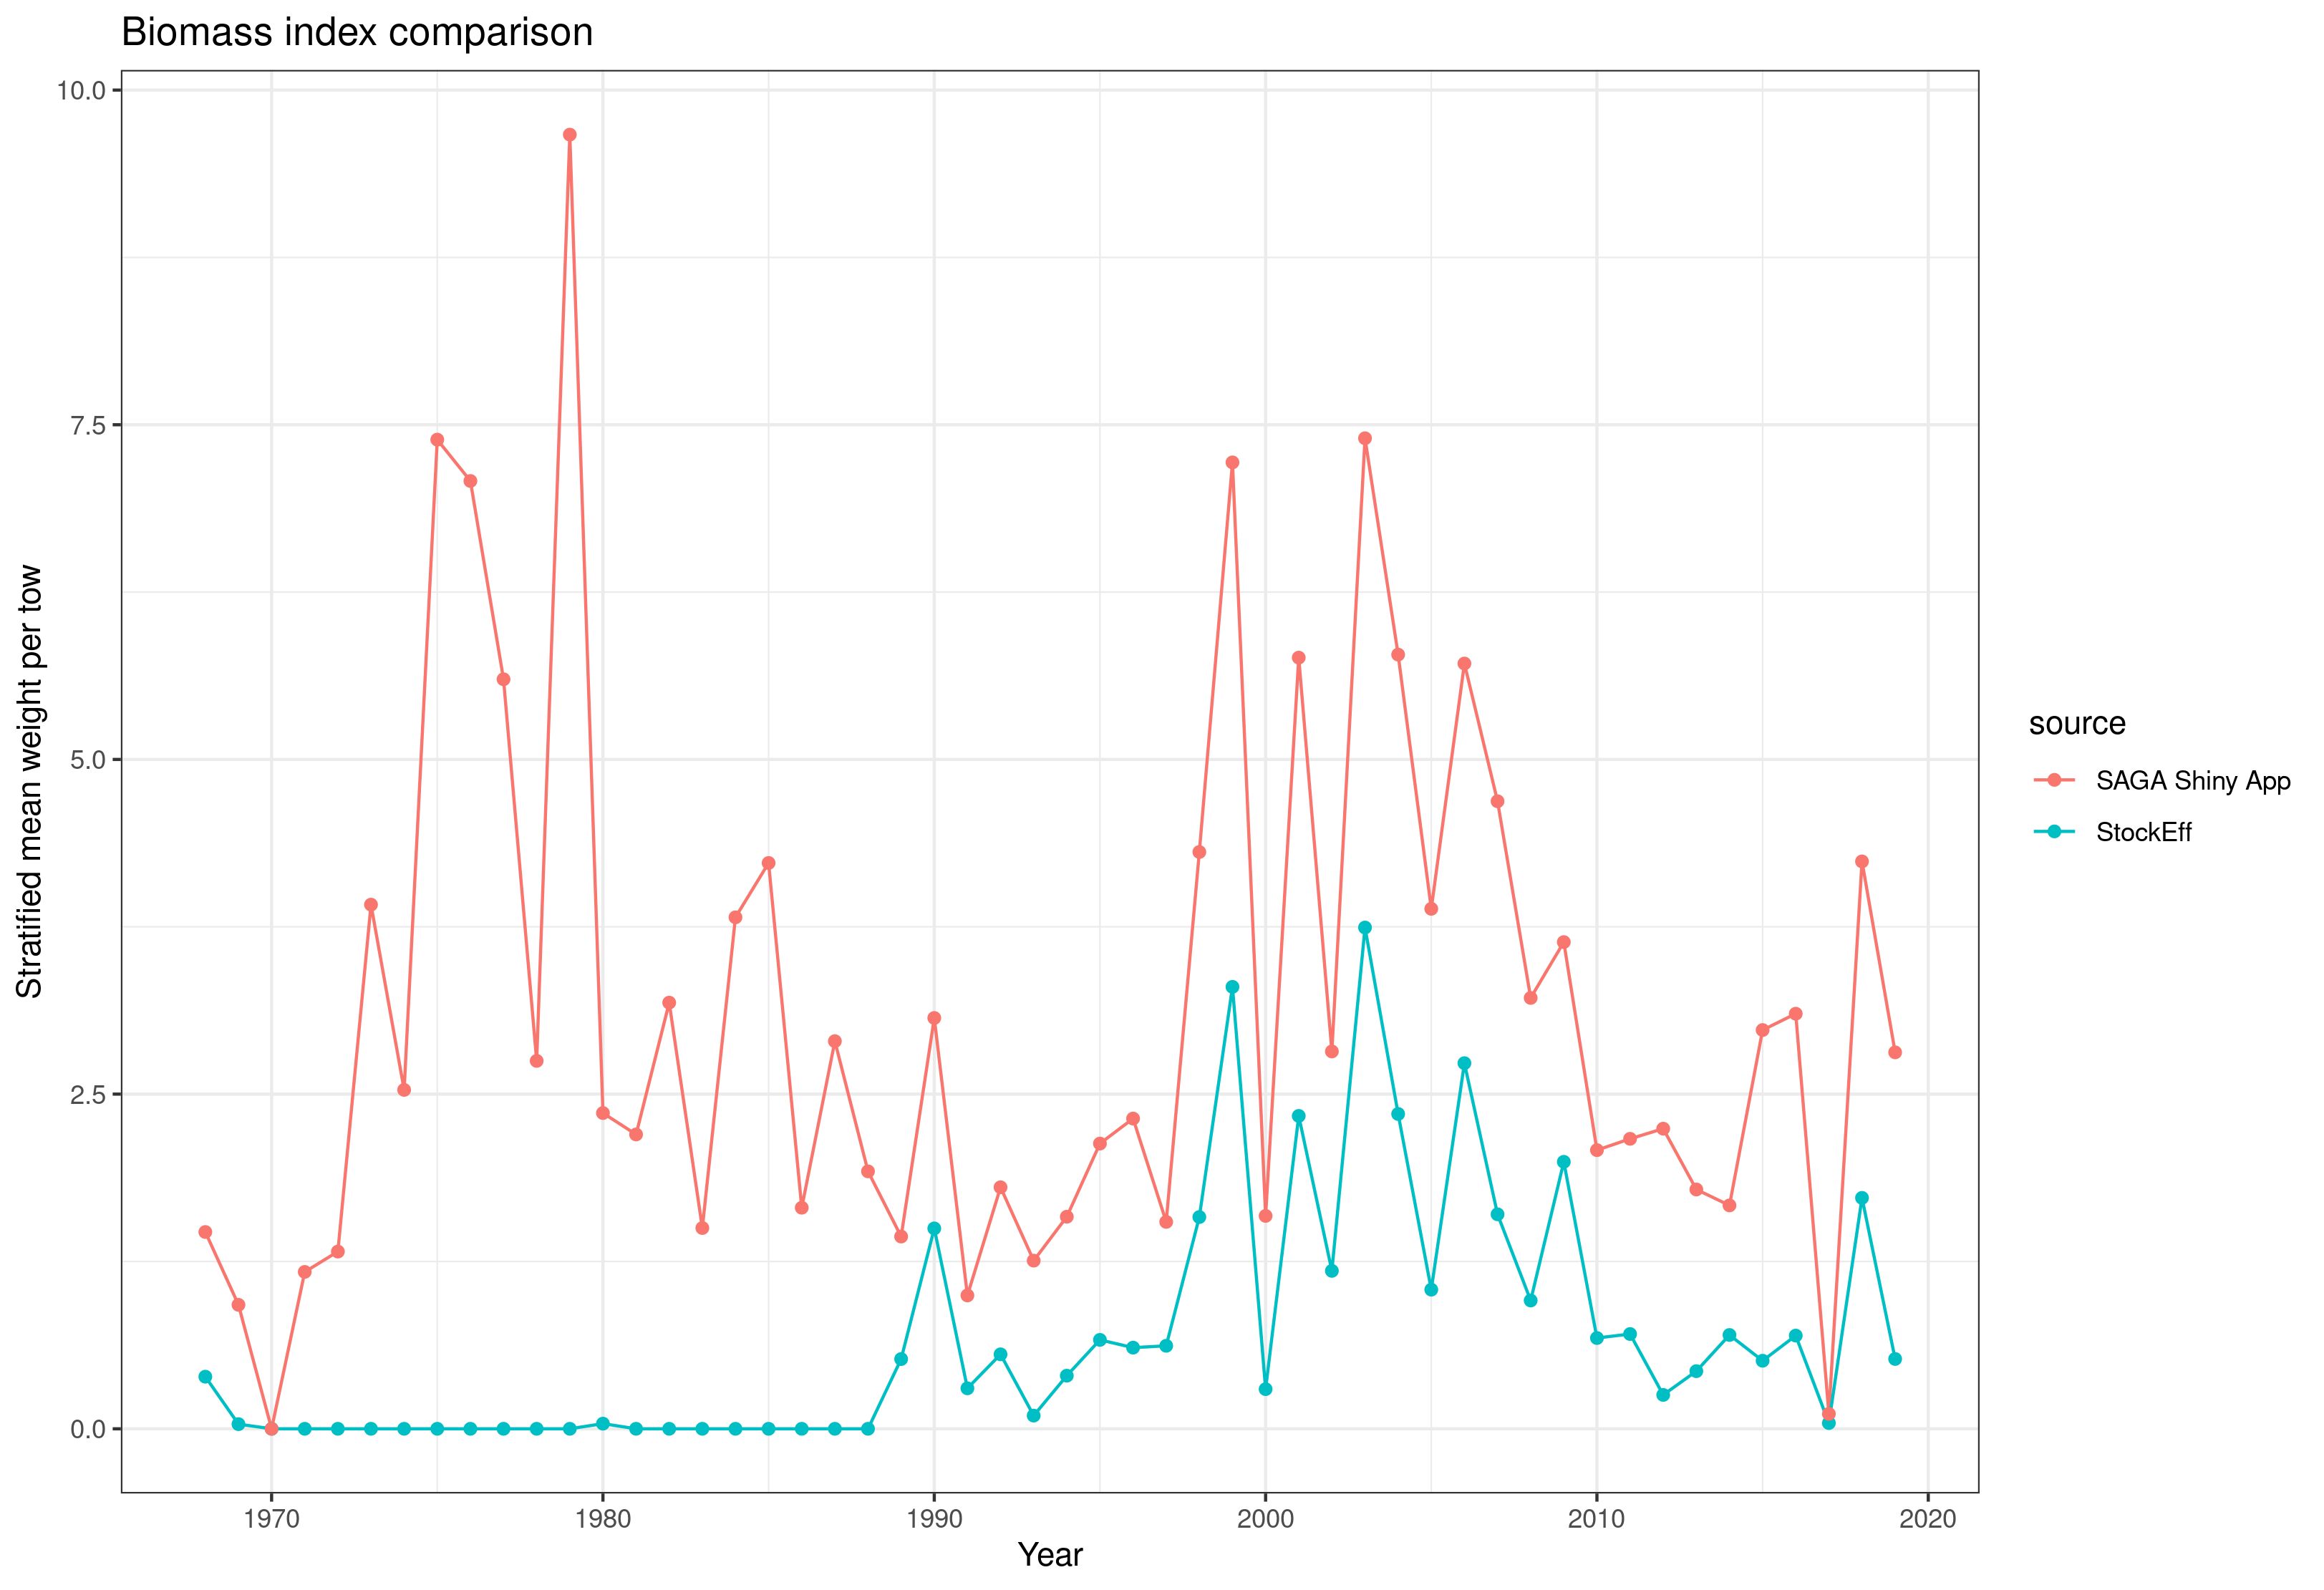 Biomass index comparison
10.0
7.5
5.0
2.5
0.0
Stratified mean weight per tow
1970 1980 1990 2000 2010 2020
Year
source
SAGA Shiny App
StockEff